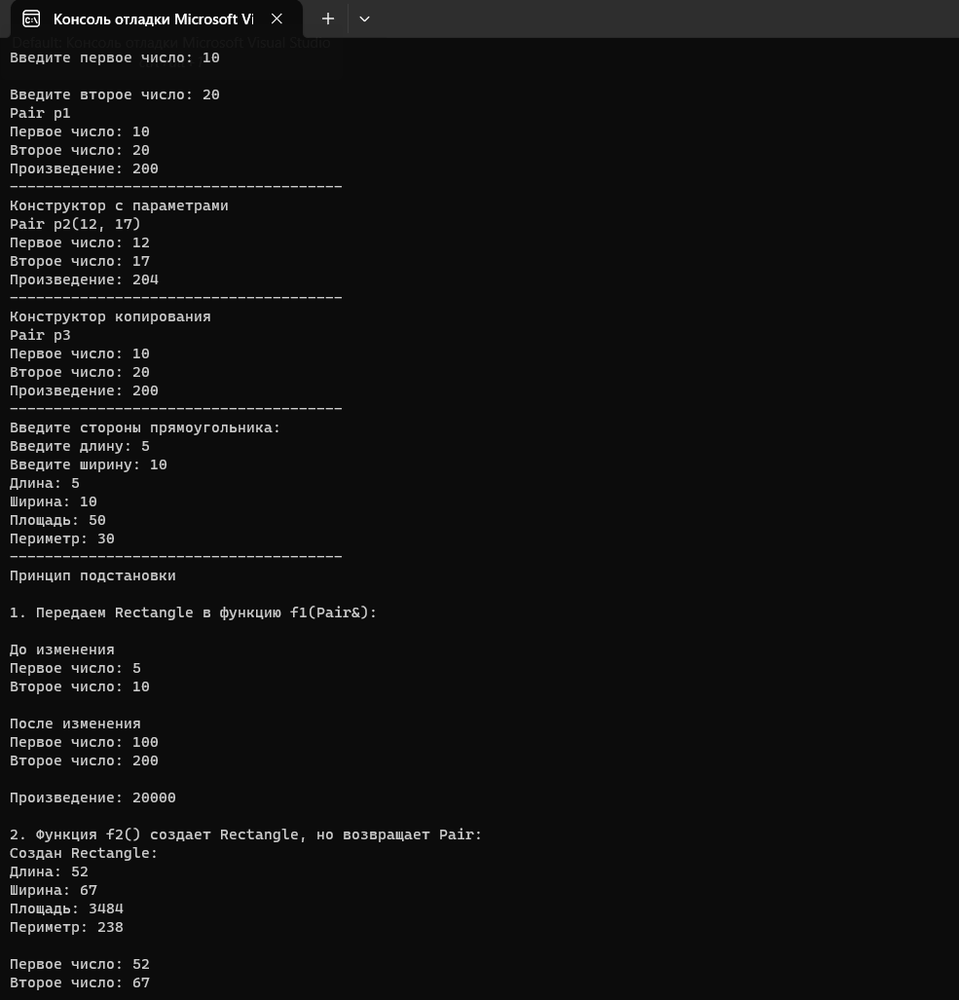 Консоль отладки Microsoft Vi
Default: Консоль отладки Microsoft Visual Studio
Введите первое число: 10
Введите второе число: 20
Pair p1
Первое число: 10
Второе число: 20
Произведение: 200
--------------------------------------
Конструктор с параметрами
Pair p2(12, 17)
Первое число: 12
Второе число: 17
Произведение: 204
--------------------------------------
Конструктор копирования
Pair p3
Первое число: 10
Второе число: 20
Произведение: 200
--------------------------------------
Введите стороны прямоугольника:
Введите длину: 5
Введите ширину: 10
Длина: 5
Ширина: 10
Площадь: 50
Периметр: 30
--------------------------------------
Принцип подстановки
1. Передаем Rectangle в функцию f1(Pair&):
До изменения
Первое число: 5
Второе число: 10
После изменения
Первое число: 100
Второе число: 200
Произведение: 20000
2. Функция f2() создает Rectangle, но возвращает Pair:
Создан Rectangle:
Длина: 52
Ширина: 67
Площадь: 3484
Периметр: 238
Первое число: 52
Второе число: 67